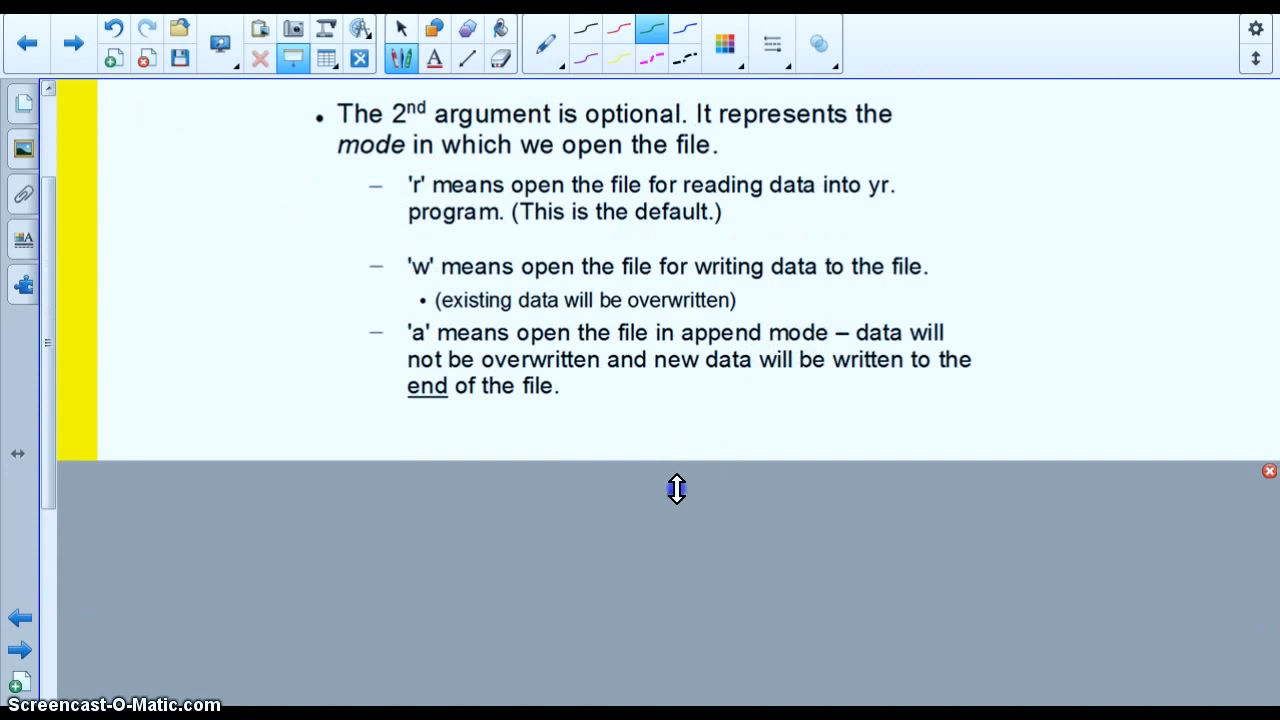 • The 2nd argument is optional. It represents the
mode in which we open the file.
– 'r' means open the file for reading data into yr.
program. (This is the default.)
– 'w' means open the file for writing data to the file.
• (existing data will be overwritten)
– 'a' means open the file in append mode – data will
not be overwritten and new data will be written to the
end of the file.
Screencast-O-Matic.com